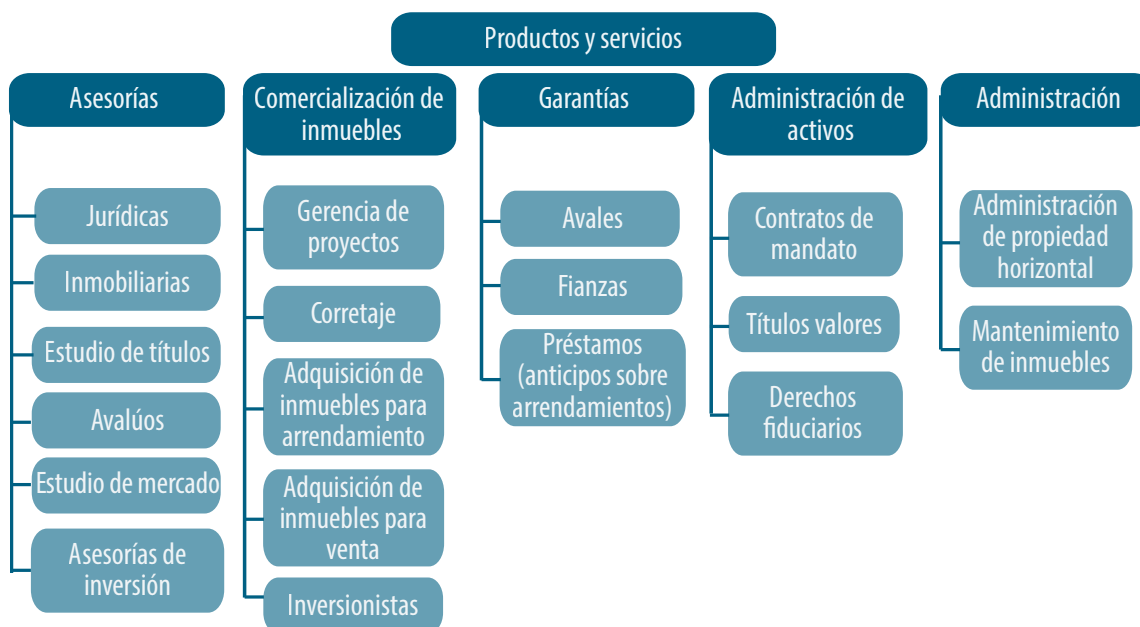 Productos y servicios
Asesorías
Jurídicas
Inmobiliarias
Estudio de títulos
Avalúos
Estudio de mercado
Asesorías de
inversión
Comercialización de
inmuebles
Gerencia de
proyectos
Corretaje
Adquisición de
inmuebles para
arrendamiento
Adquisición de
inmuebles para
venta
Inversionistas
Garantías
Avales
Fianzas
Préstamos
(anticipos sobre
arrendamientos)
Administración de
activos
Contratos de
mandato
Títulos valores
Derechos
fiduciarios
Administración
Administración
de propiedad
horizontal
Mantenimiento
de inmuebles